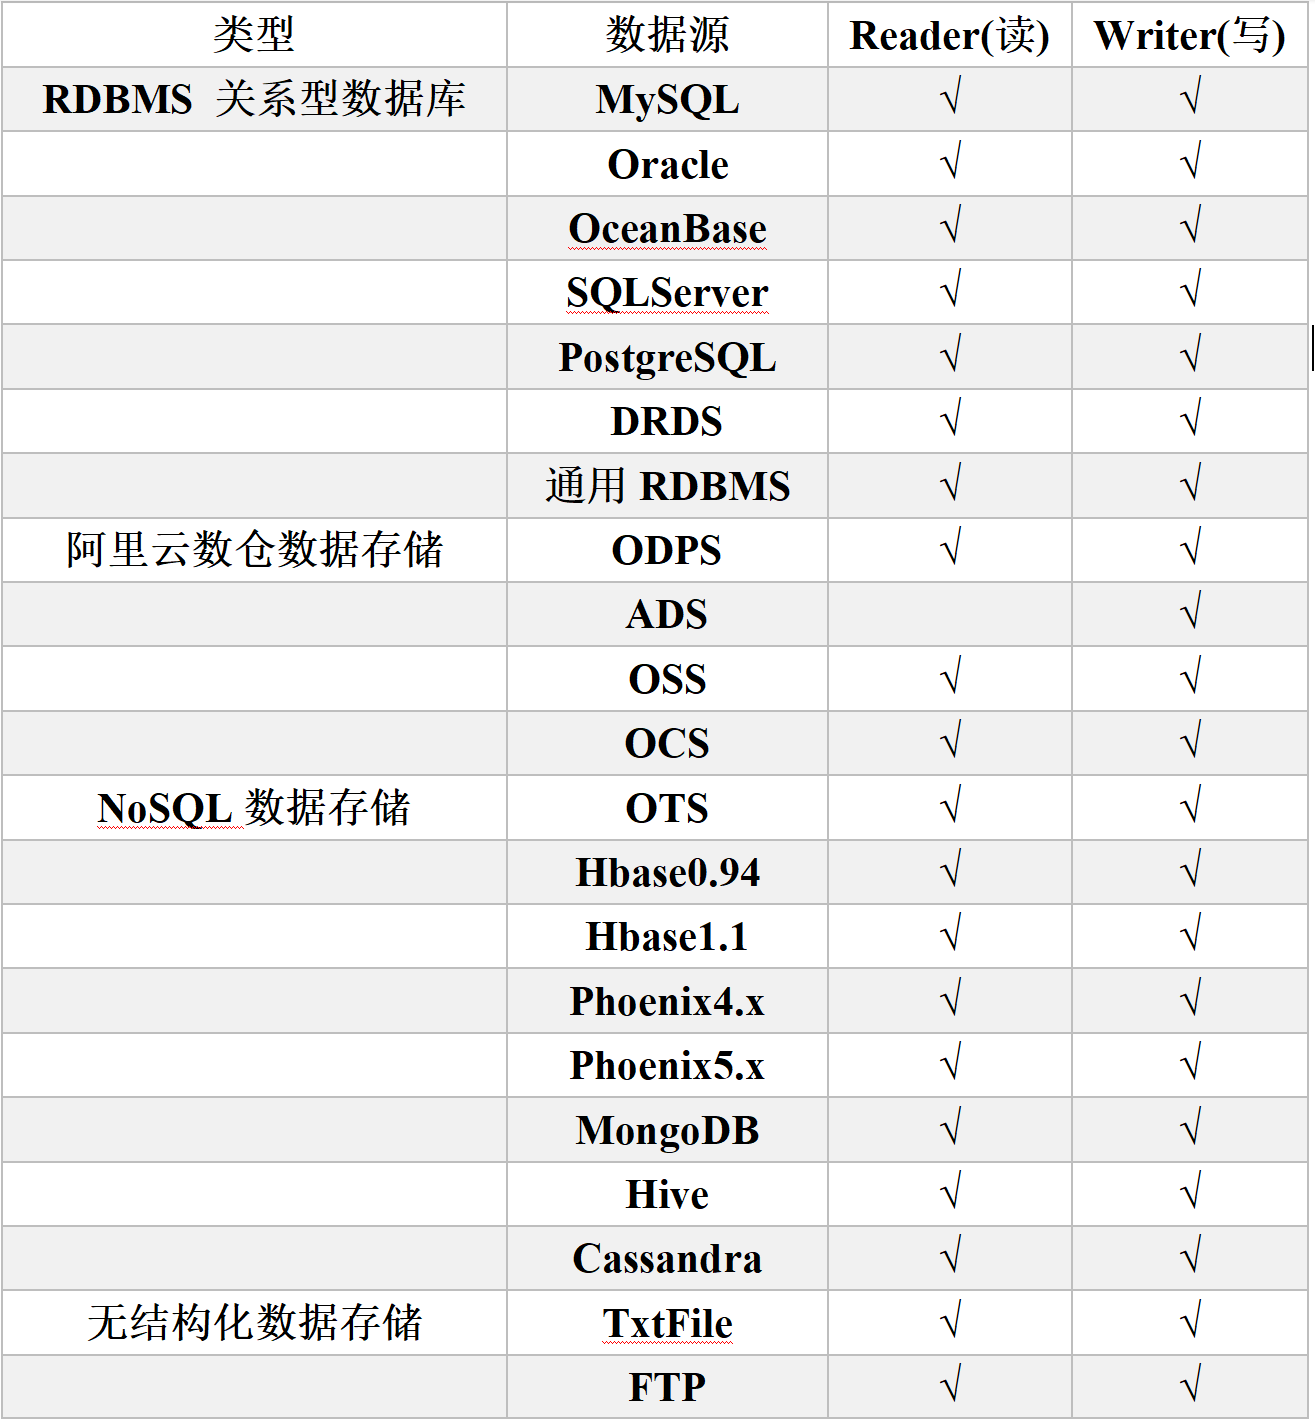 类型 数据源 Reader(读) Writer(写)
RDBMS 关系型数据库 MySQL √ √
Oracle √ √
OceanBase √ √
SQLServer √ √
PostgreSQL √ √
DRDS √ √
通用 RDBMS √ √
阿里云数仓数据存储 ODPS √ √
ADS √
OSS √ √
OCS √ √
NoSQL 数据存储 OTS √ √
Hbase0.94 √ √
Hbase1.1 √ √
Phoenix4.x √ √
Phoenix5.x √ √
MongoDB √ √
Hive √ √
Cassandra √ √
无结构化数据存储 TxtFile √ √
FTP √ √